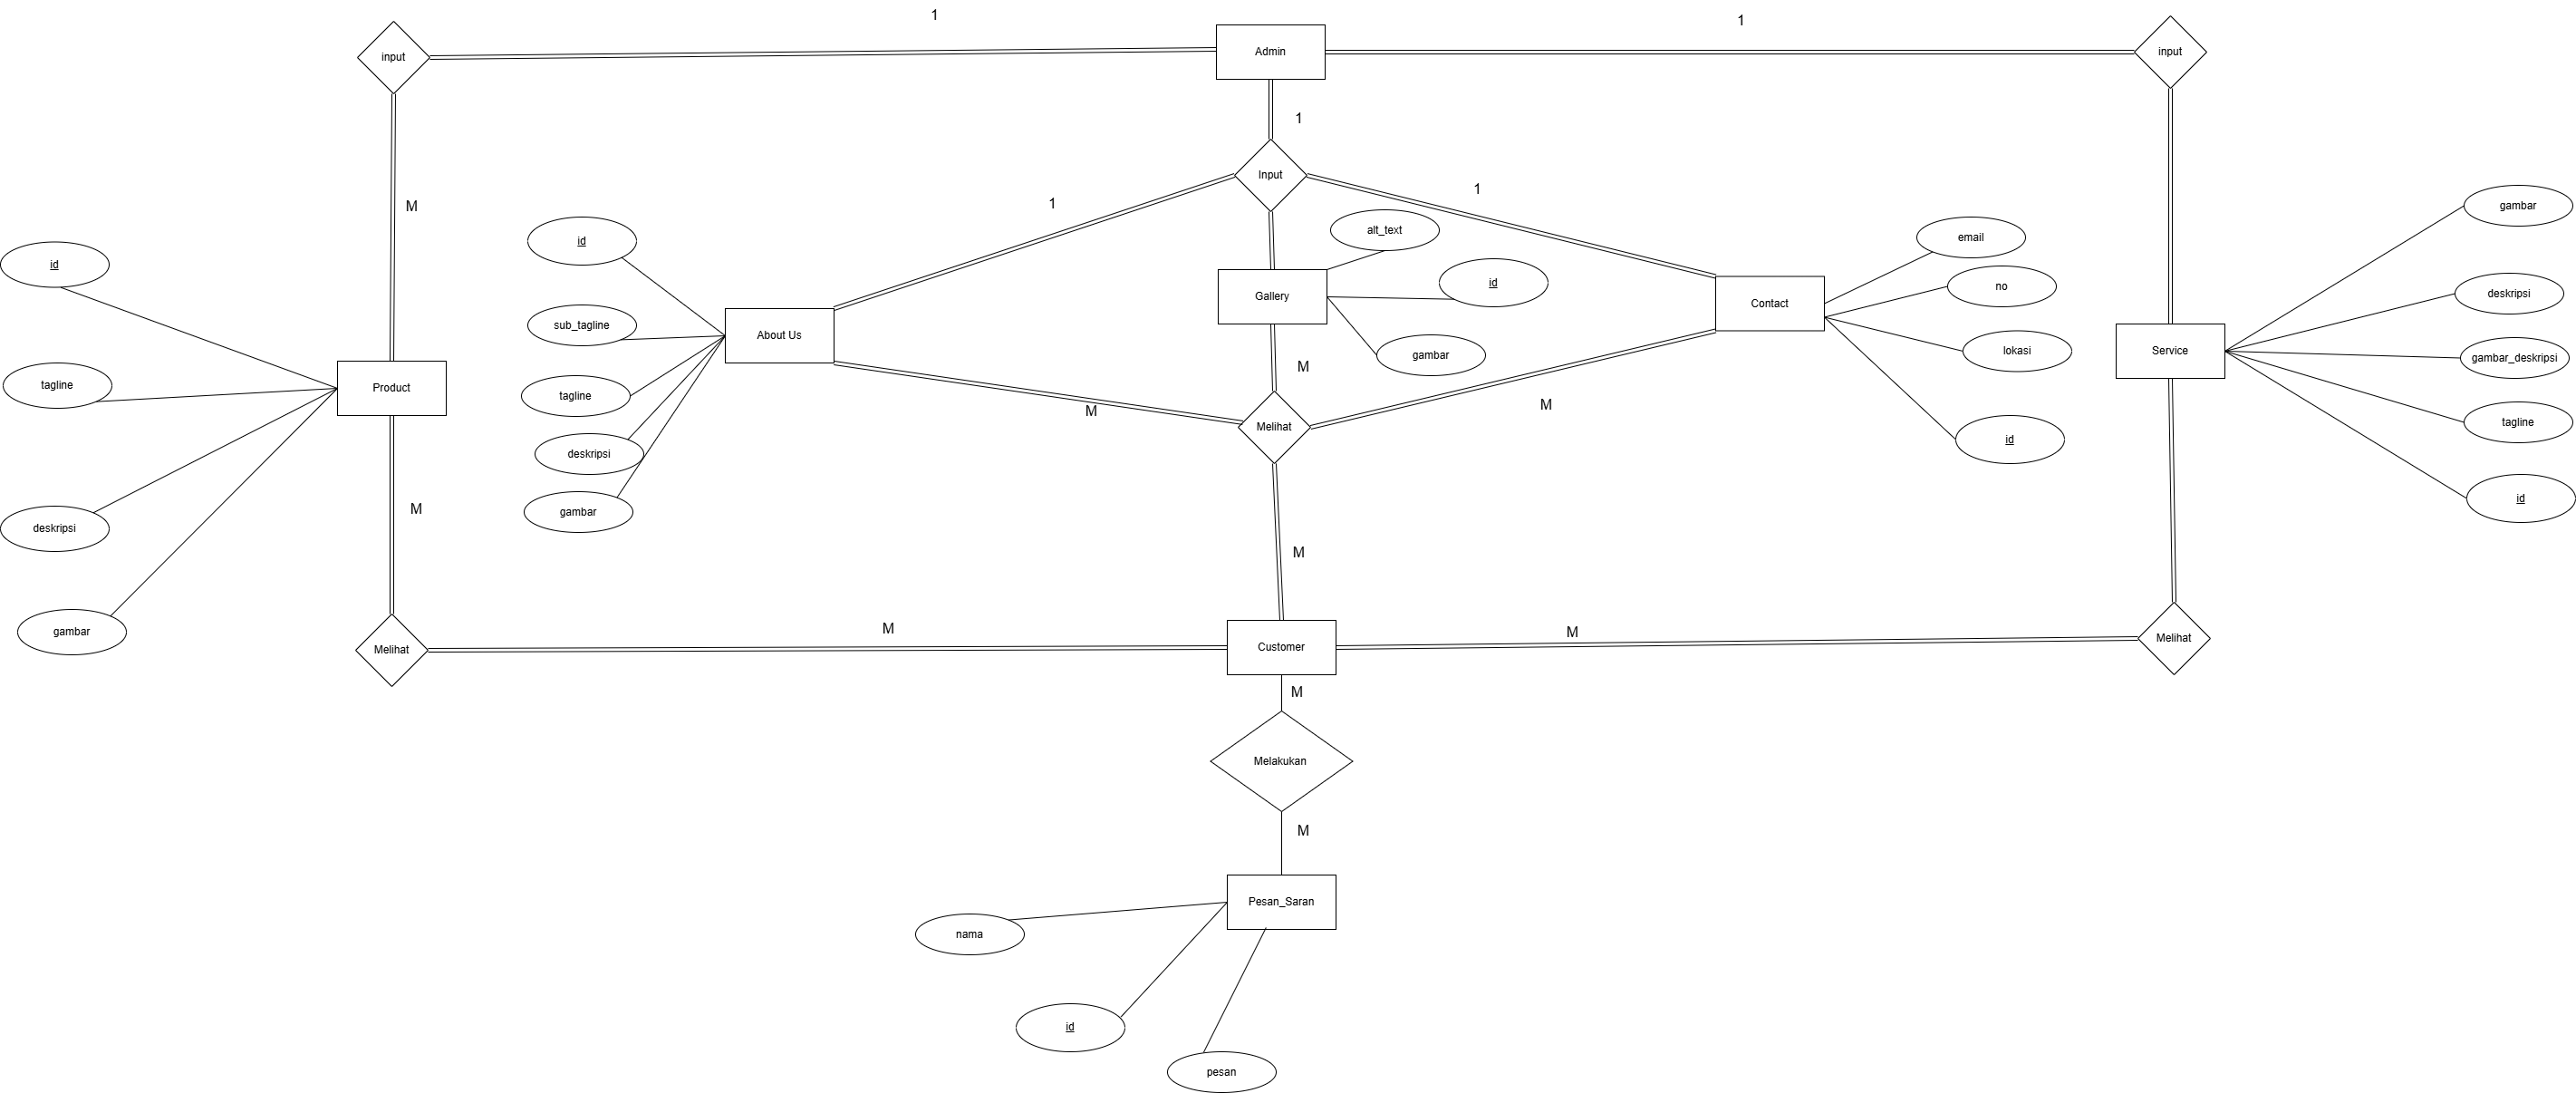 1
1
input
Admin
input
1
Input
1
1
M
id
alt_text
email
gambar
id
id
no
deskripsi
Gallery
Contact
sub_tagline
About Us
gambar
lokasi
Service
gambar_deskripsi
tagline
Product
tagline
M
M
M
Melihat
id
tagline
deskripsi
gambar
M
id
deskripsi
M
gambar
M
M
Melihat
Customer
Melihat
M
Melakukan
M
Pesan_Saran
nama
id
pesan